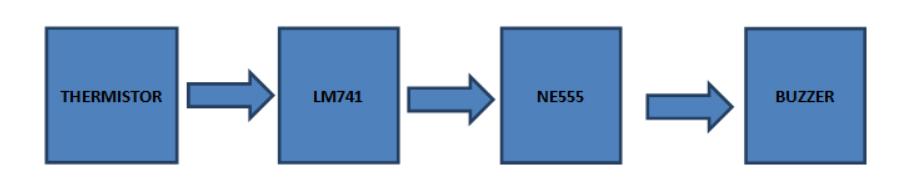 THERMISTOR
LM741
NE555
BUZZER